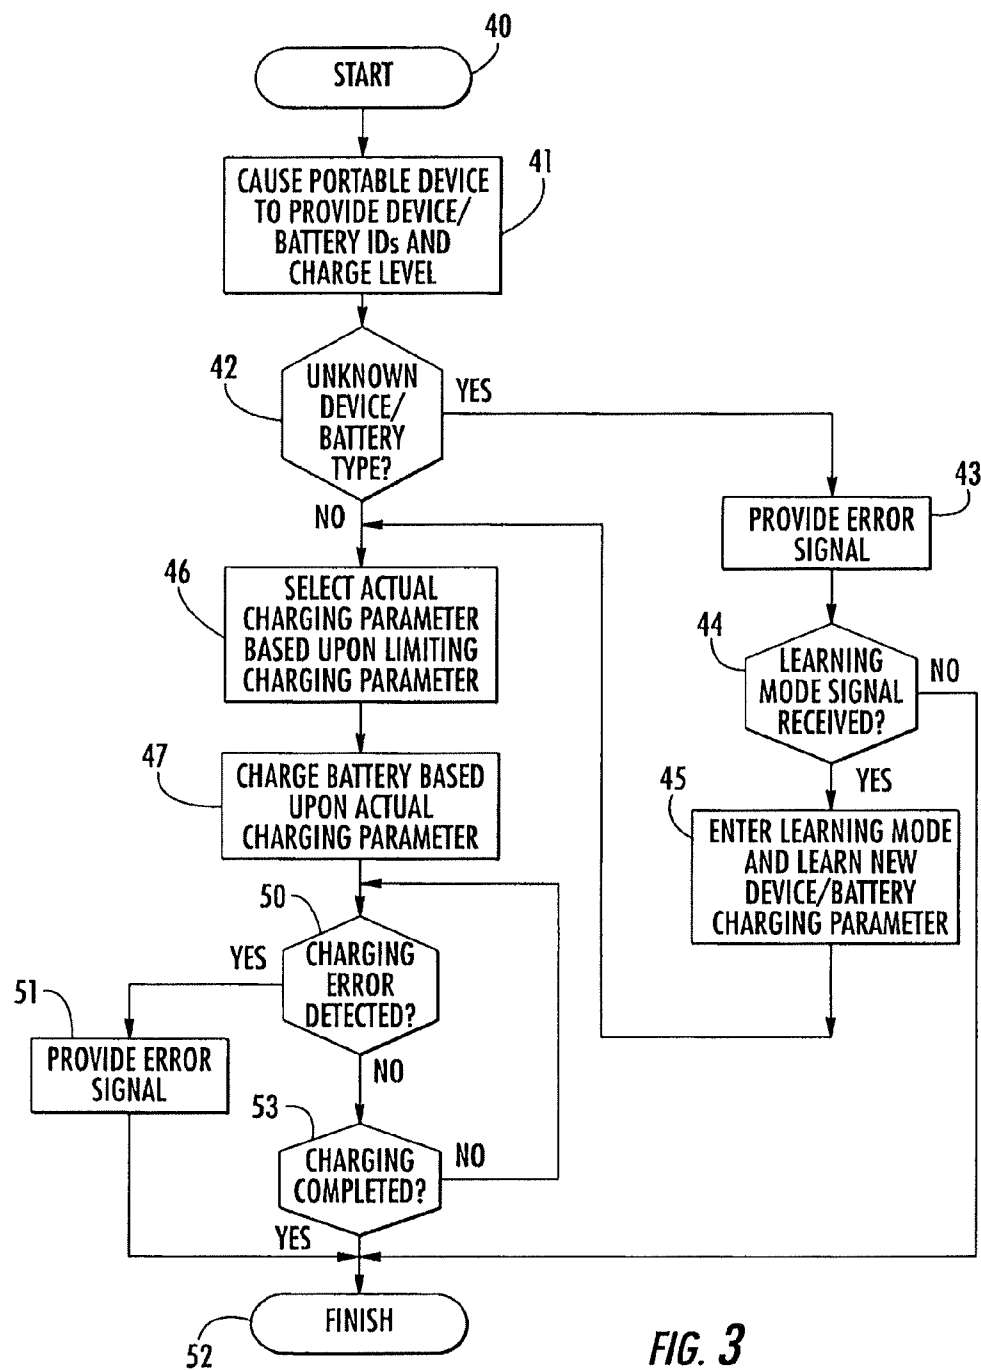 40
START
41
CAUSE PORTABLE DEVICE
TO PROVIDE DEVICE/
BATTERY IDs AND
CHARGE LEVEL
42
UNKNOWN
DEVICE/
BATTERY
TYPE?
YES
NO
43
PROVIDE ERROR
SIGNAL
44
LEARNING
MODE SIGNAL
RECEIVED?
NO
YES
45
ENTER LEARNING MODE
AND LEARN NEW
DEVICE/BATTERY
CHARGING PARAMETER
46
SELECT ACTUAL
CHARGING PARAMETER
BASED UPON LIMITING
CHARGING PARAMETER
47
CHARGE BATTERY BASED
UPON ACTUAL
CHARGING PARAMETER
50
CHARGING
ERROR
DETECTED?
YES
NO
51
PROVIDE ERROR
SIGNAL
53
CHARGING
COMPLETED?
NO
YES
FINISH
52
FIG. 3